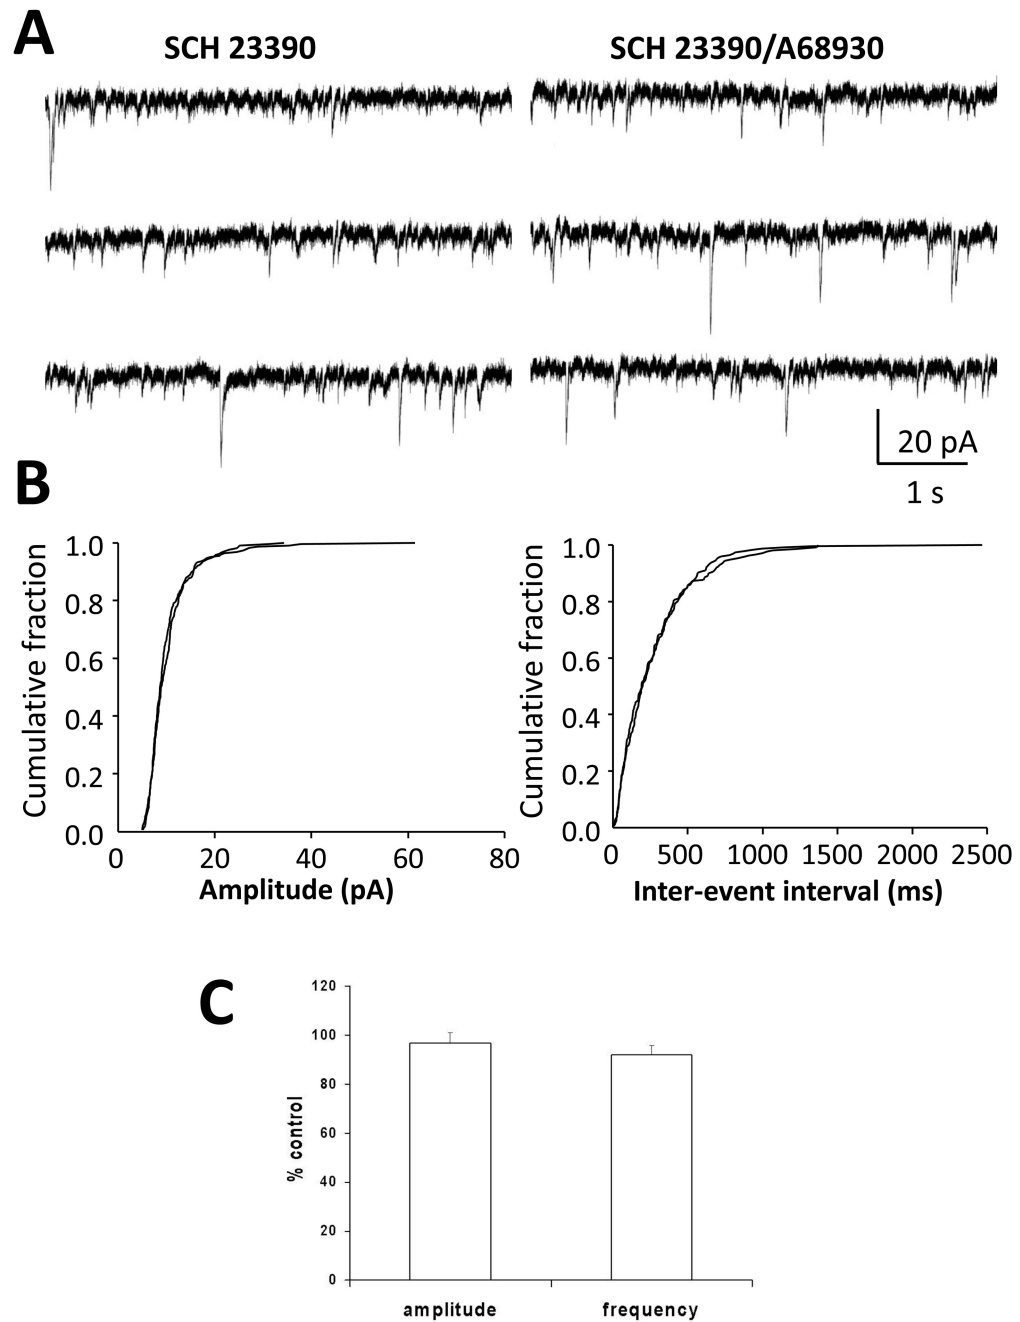 A
SCH 23390
SCH 23390/A68930
20 pA
1 s
B
Cumulative fraction
1.0
0.8
0.6
0.4
0.2
0.0
0
20
40
60
80
Amplitude (pA)
Cumulative fraction
1.0
0.8
0.6
0.4
0.2
0.0
0
500
1000
1500
2000
2500
Inter-event interval (ms)
C
% control
120
100
80
60
40
20
0
amplitude
frequency